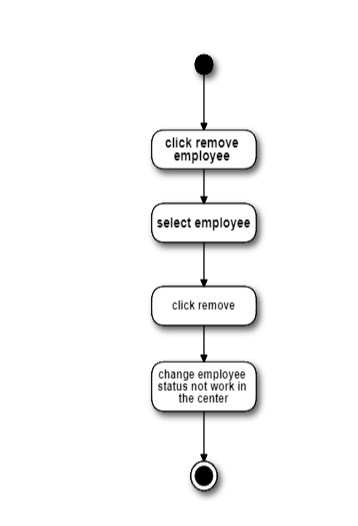 click remove
employee
select employee
click remove
change employee
status not work in
the center